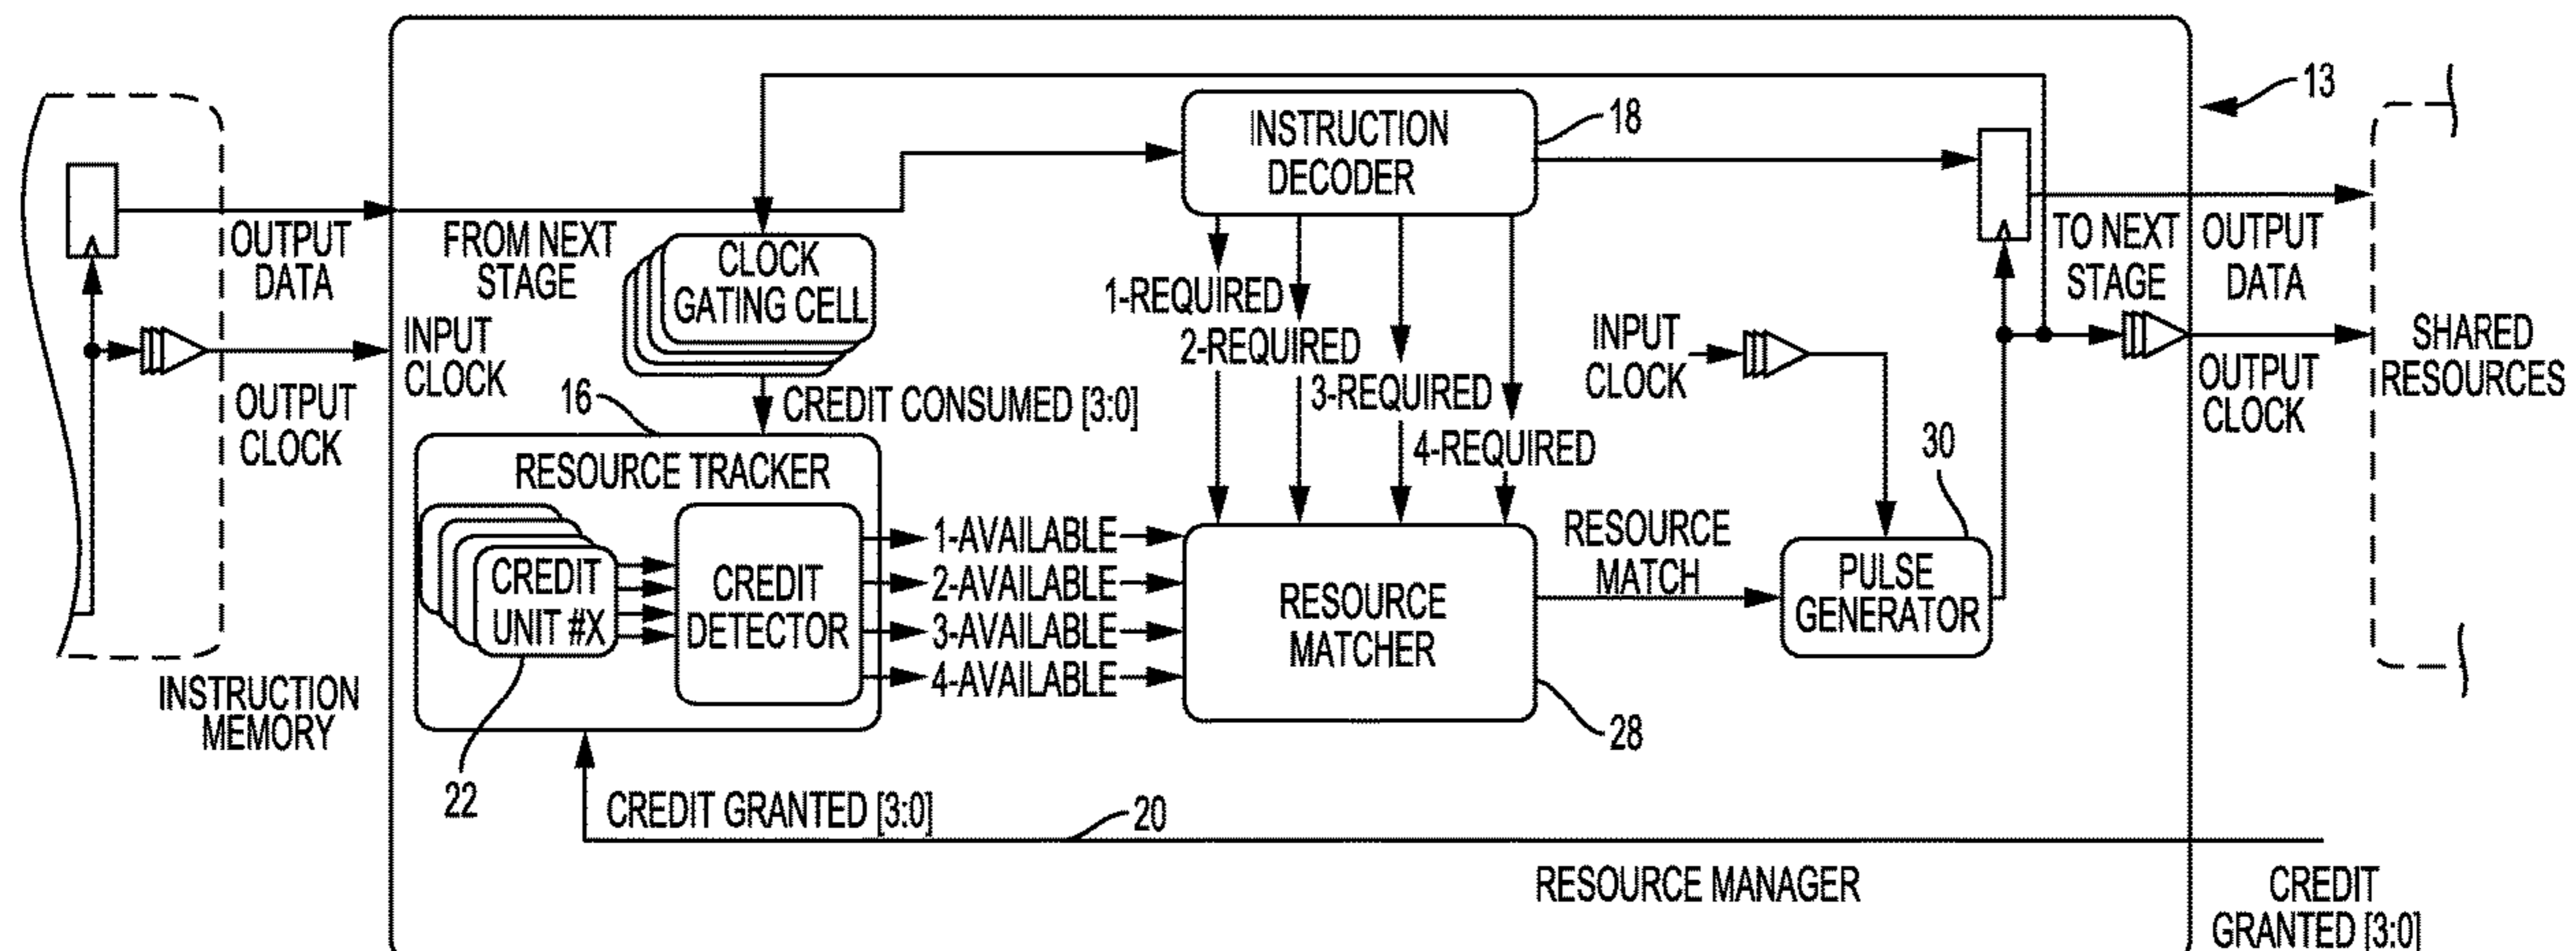 13
INSTRUCTION
DECODER
18
OUTPUT
DATA
FROM NEXT
STAGE
CLOCK
GATING CELL
TO NEXT
STAGE
OUTPUT
DATA
1-REQUIRED
2-REQUIRED
3-REQUIRED
4-REQUIRED
INPUT
CLOCK
OUTPUT
CLOCK
INPUT
CLOCK
OUTPUT
CLOCK
SHARED
RESOURCES
16
CREDIT CONSUMED [3:0]
RESOURCE TRACKER
30
CREDIT
UNIT #X
CREDIT
DETECTOR
1-AVAILABLE
2-AVAILABLE
3-AVAILABLE
4-AVAILABLE
RESOURCE
MATCHER
RESOURCE
MATCH
PULSE
GENERATOR
INSTRUCTION
MEMORY
22
28
CREDIT GRANTED [3:0]
20
RESOURCE MANAGER
CREDIT
GRANTED [3:0]